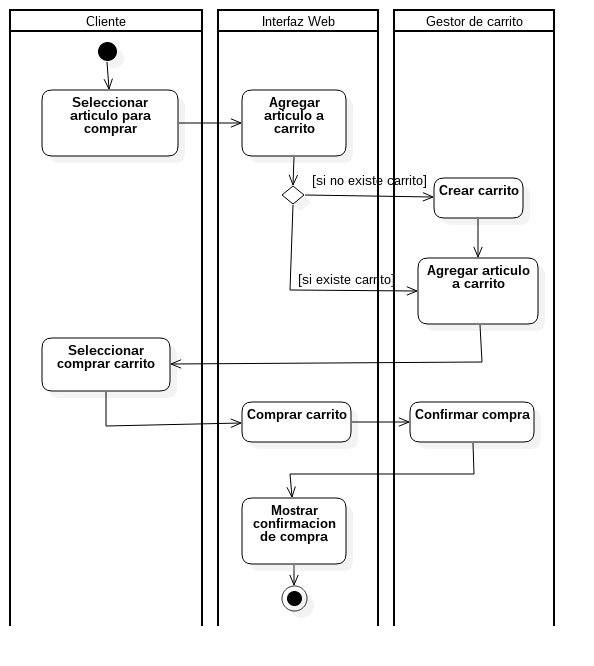 Cliente
Interfaz Web
Gestor de carrito
Seleccionar
articulo para
comprar
Agregar
articulo a
carrito
[si no existe carrito]
Crear carrito
Agregar articulo
a carrito
[si existe carrito]
Seleccionar
comprar carrito
Comprar carrito
Confirmar compra
Mostrar
confirmacion
de compra